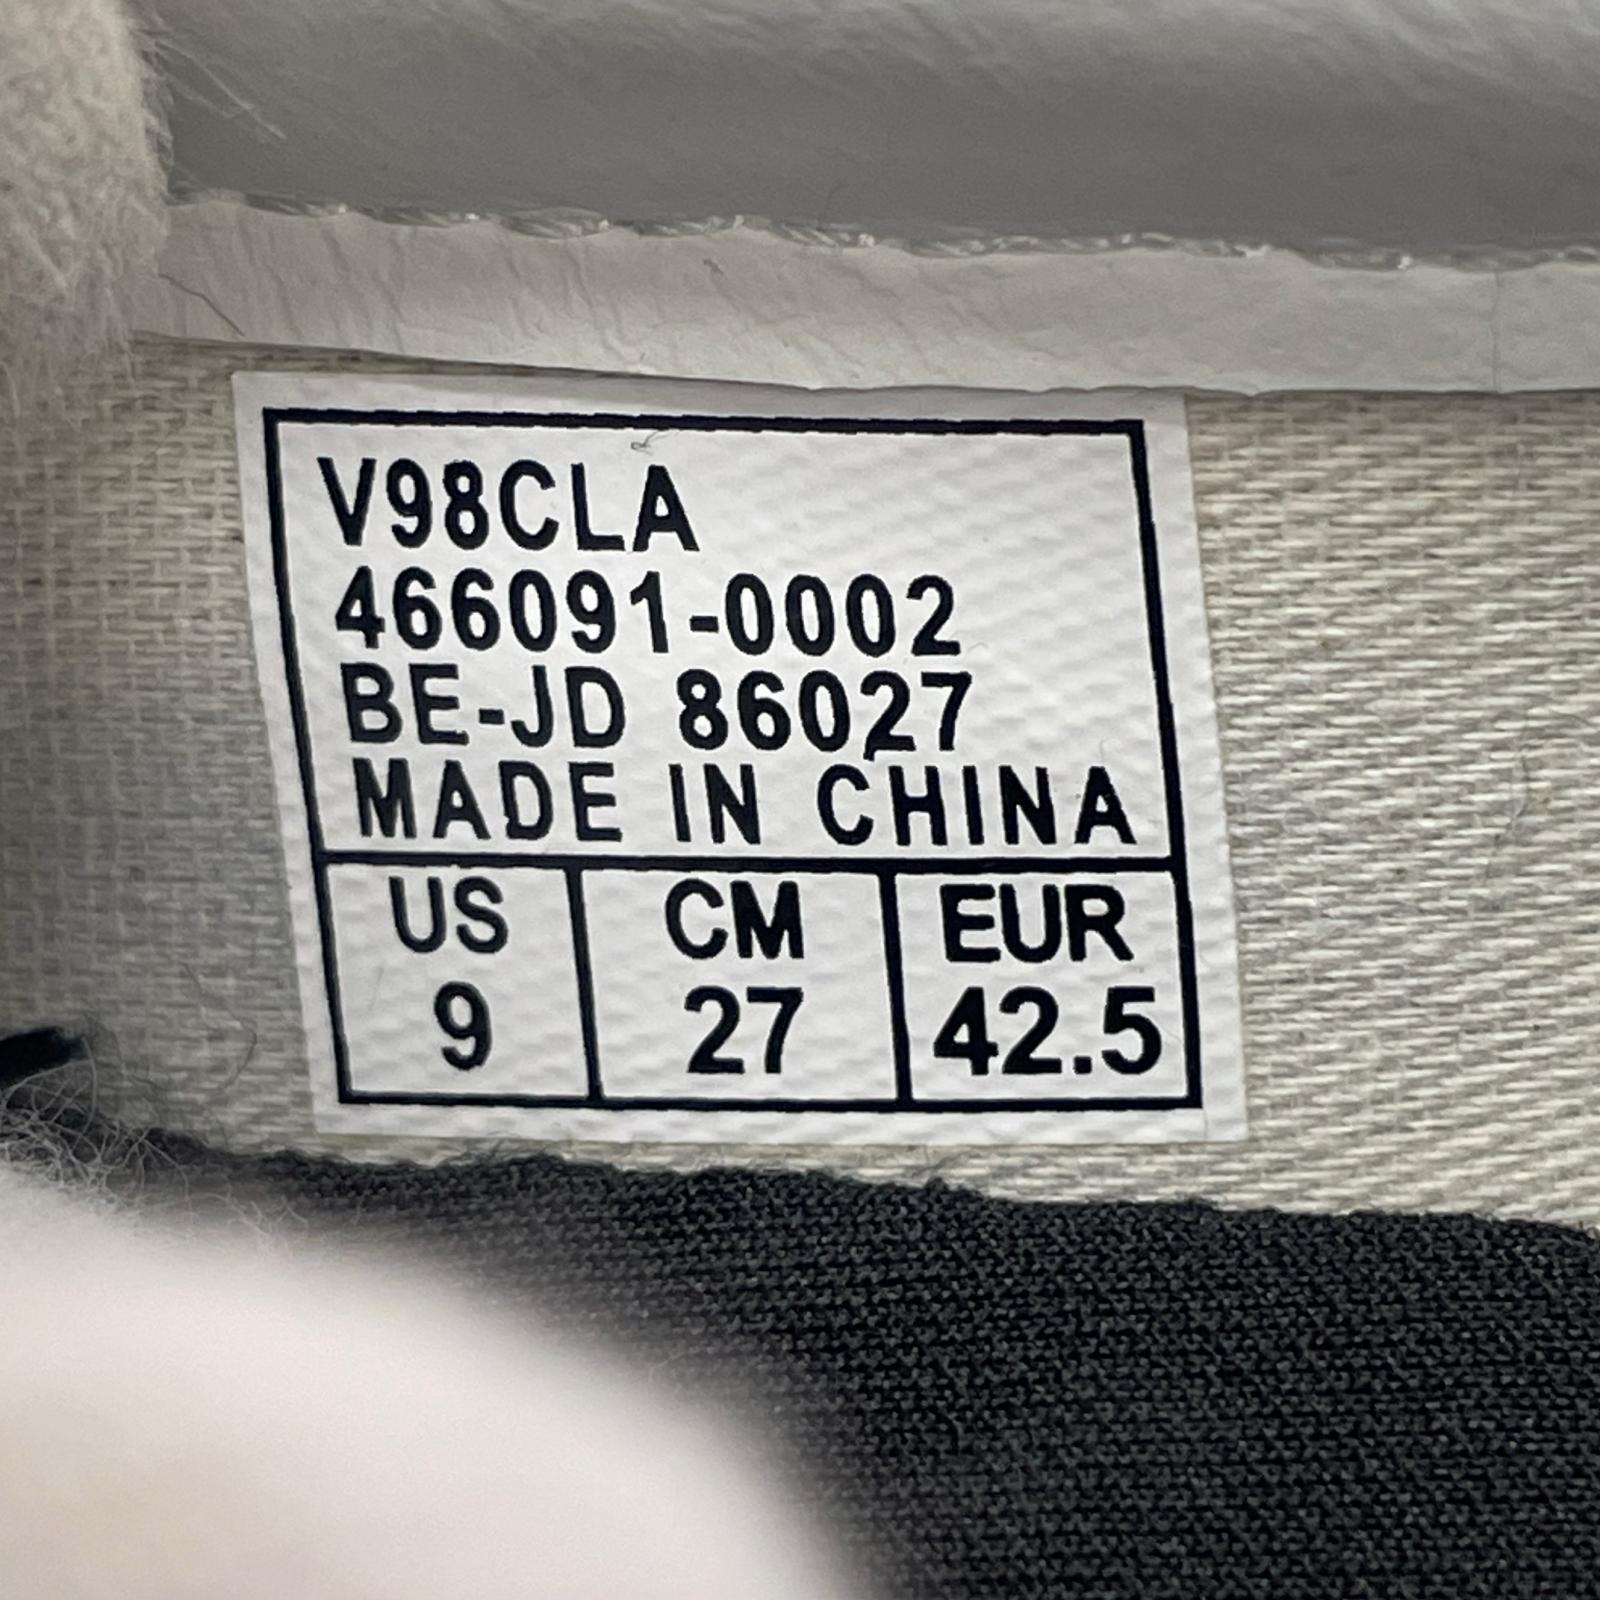 V98CLA
466091-0002
BE-JD 86027
MADE IN CHINA
US CM EUR
9 27 42.5